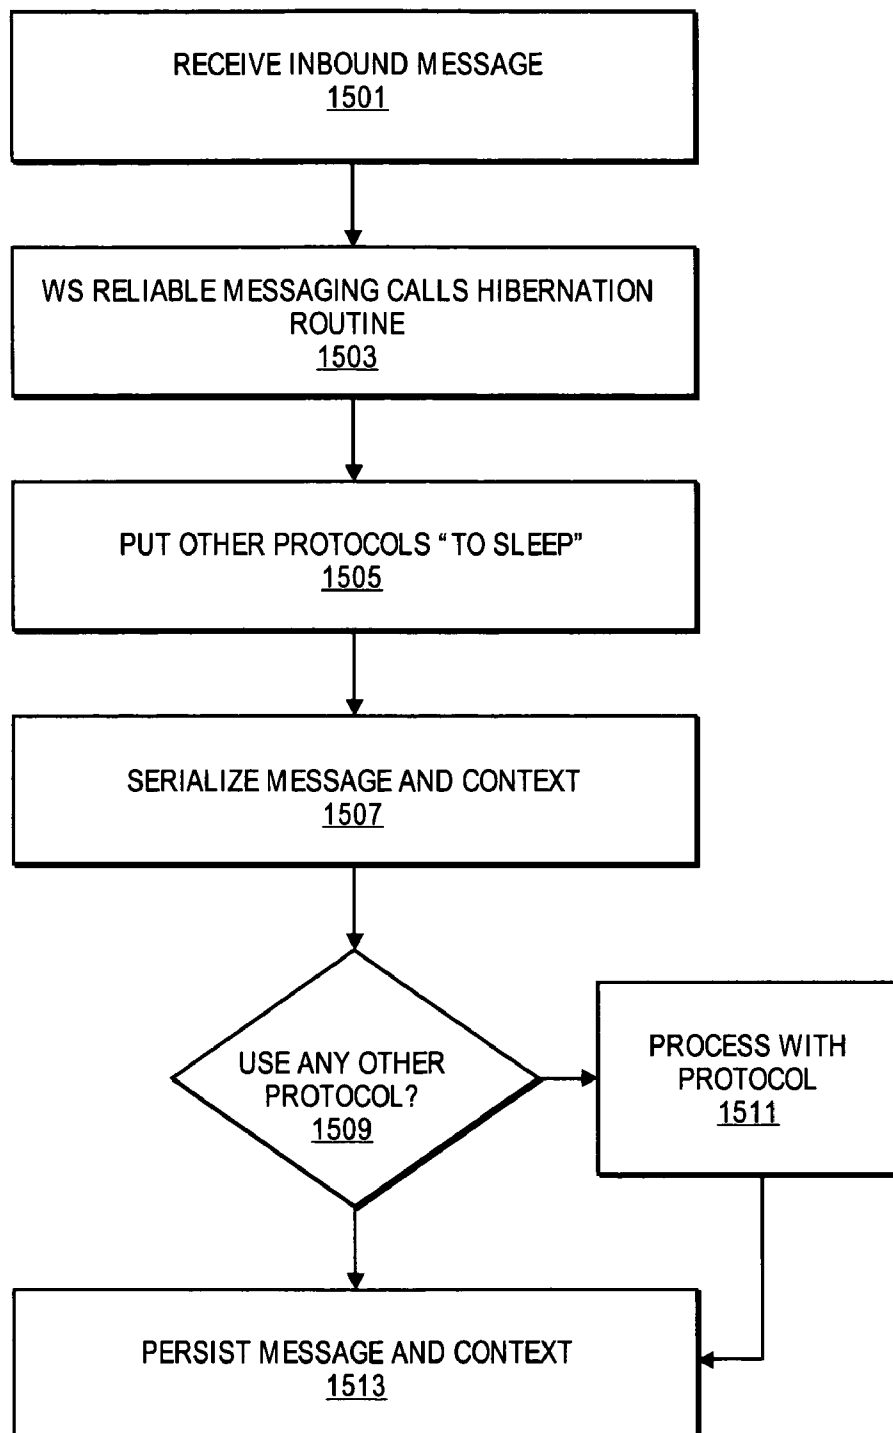 RECEIVE INBOUND MESSAGE
1501
WS RELIABLE MESSAGING CALLS HIBERNATION
ROUTINE
1503
PUT OTHER PROTOCOLS “TO SLEEP”
1505
SERIALIZE MESSAGE AND CONTEXT
1507
USE ANY OTHER
PROTOCOL?
1509
PROCESS WITH
PROTOCOL
1511
PERSIST MESSAGE AND CONTEXT
1513